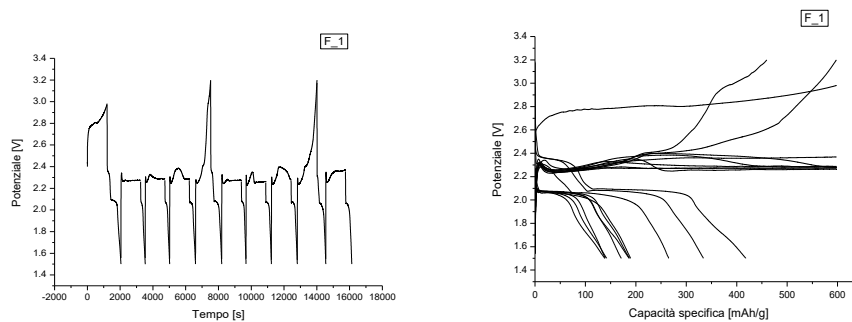 F_1
3.4
3.2
3.0
2.8
2.6
2.4
2.2
2.0
1.8
1.6
1.4
Potenziale [V]
-2000 0 2000 4000 6000 8000 10000 12000 14000 16000 18000
Tempo [s]
F_1
3.4
3.2
3.0
2.8
2.6
2.4
2.2
2.0
1.8
1.6
1.4
Potenziale [V]
0 100 200 300 400 500 600
Capacità specifica [mAh/g]